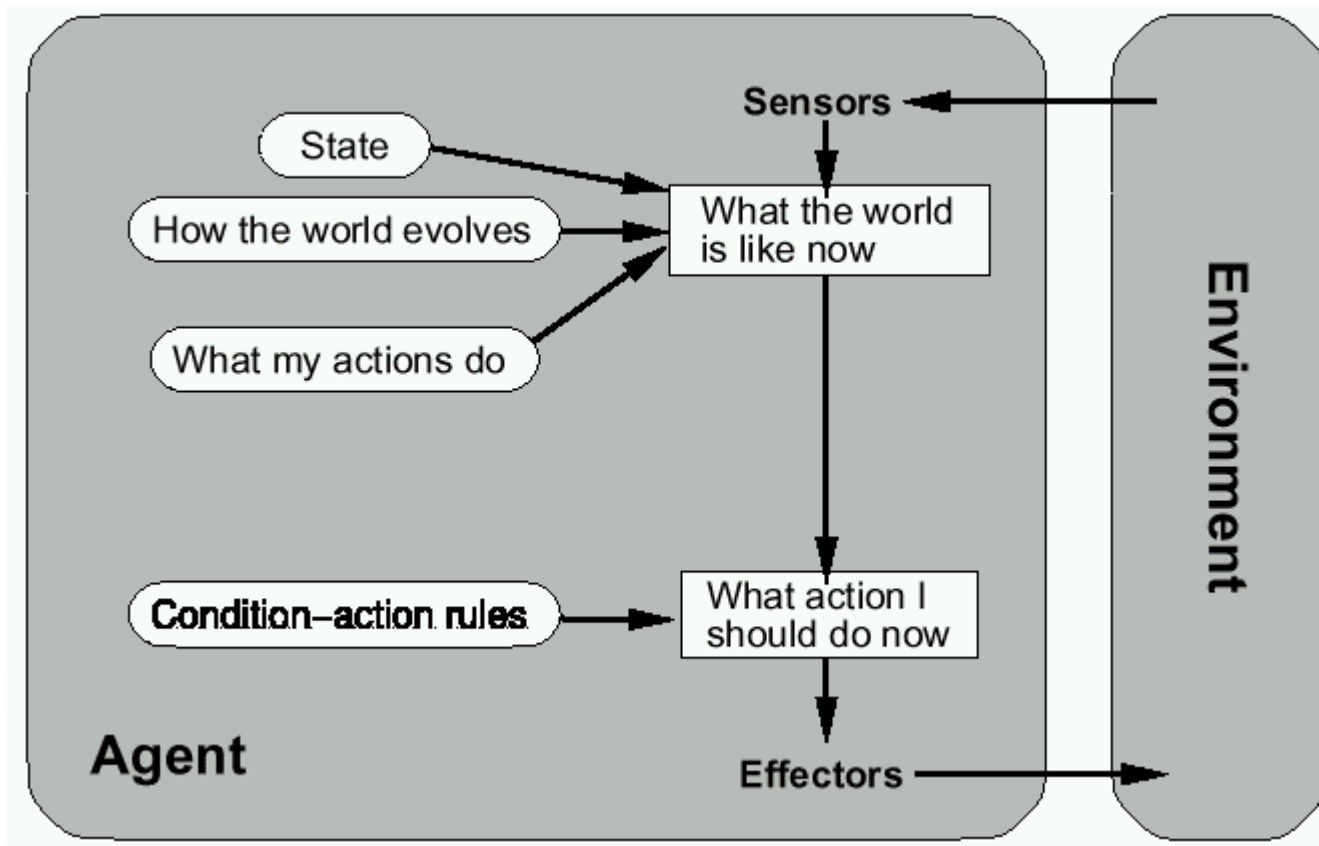 Sensors
State
What the world
is like now
How the world evolves
What my actions do
Environment
Condition–action rules
What action I
should do now
Agent
Effectors